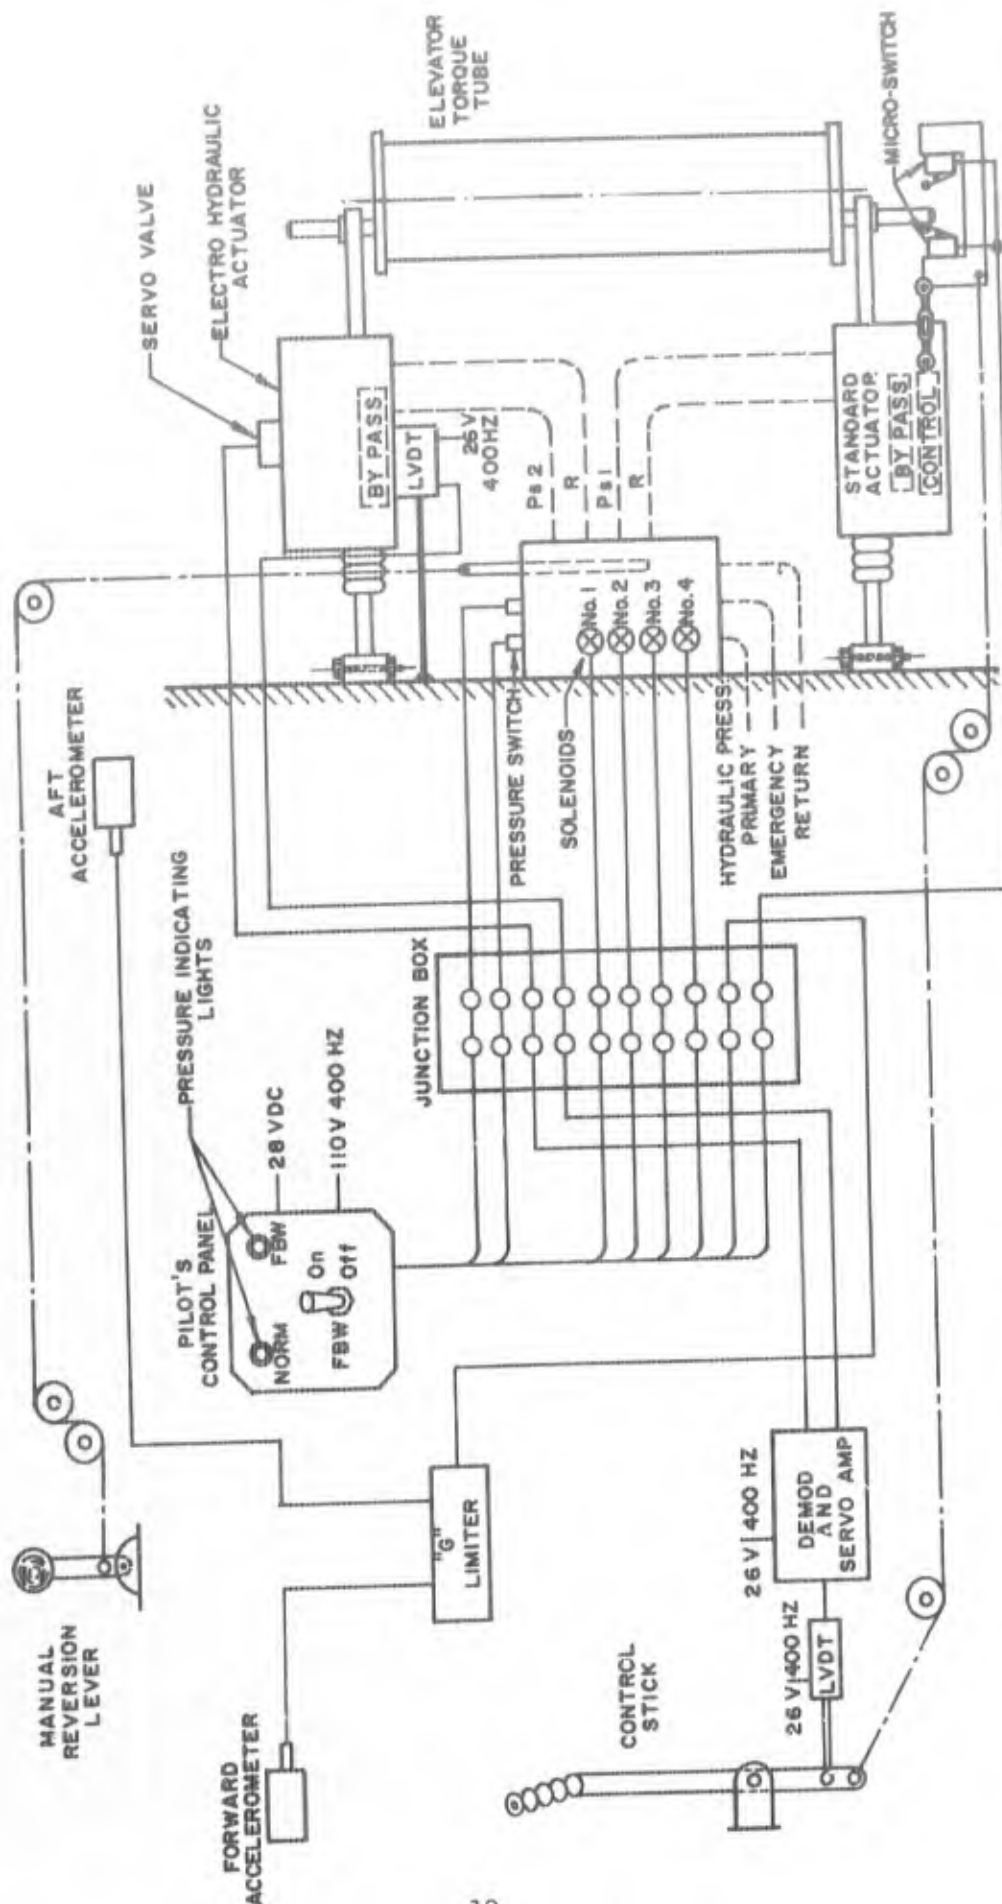 MANUAL
REVERSION
LEVER
FORWARD
ACCELEROMETER
AFT
ACCELEROMETER
PRESSURE INDICATING
LIGHTS
PILOT'S
CONTROL PANEL
NORM
FBW
28 VDC
110V 400 HZ
FBW
On
Off
"G"
LIMITER
CONTROL
STICK
26 V 400 HZ
LVDT
26 V 400 HZ
DEMOD
AND
SERVO AMP
JUNCTION BOX
SERVO VALVE
ELECTRO HYDRAULIC
ACTUATOR
BY PASS
LVDT
26 V
400 HZ
ELEVATOR
TORQUE
TUBE
PRESSURE SWITCH
SOLENOIDS
No. 1
No. 2
No. 3
No. 4
Ps 2
R
Ps 1
R
HYDRAULIC PRESS
PRIMARY
EMERGENCY
RETURN
STANDARD
ACTUATOR
BY PASS
CONTROL
MICRO-SWITCH